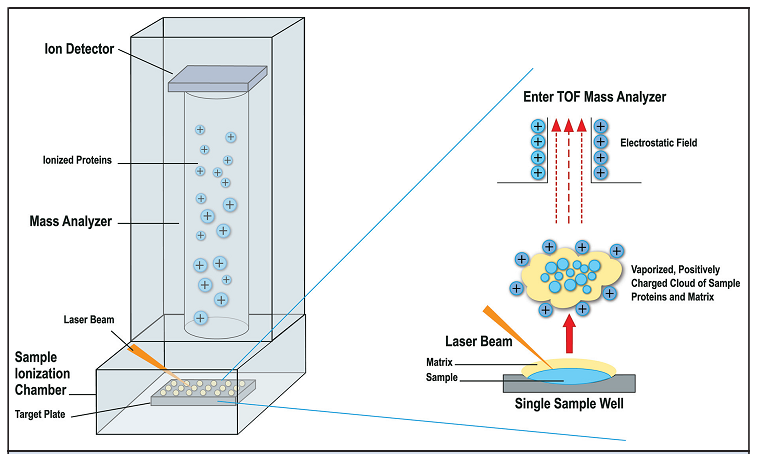 Ion Detector
Ionized Proteins
Mass Analyzer
Laser Beam
Sample
Ionization
Chamber
Target Plate
Enter TOF Mass Analyzer
Electrostatic Field
Vaporized, Positively
Charged Cloud of Sample
Proteins and Matrix
Laser Beam
Matrix
Sample
Single Sample Well